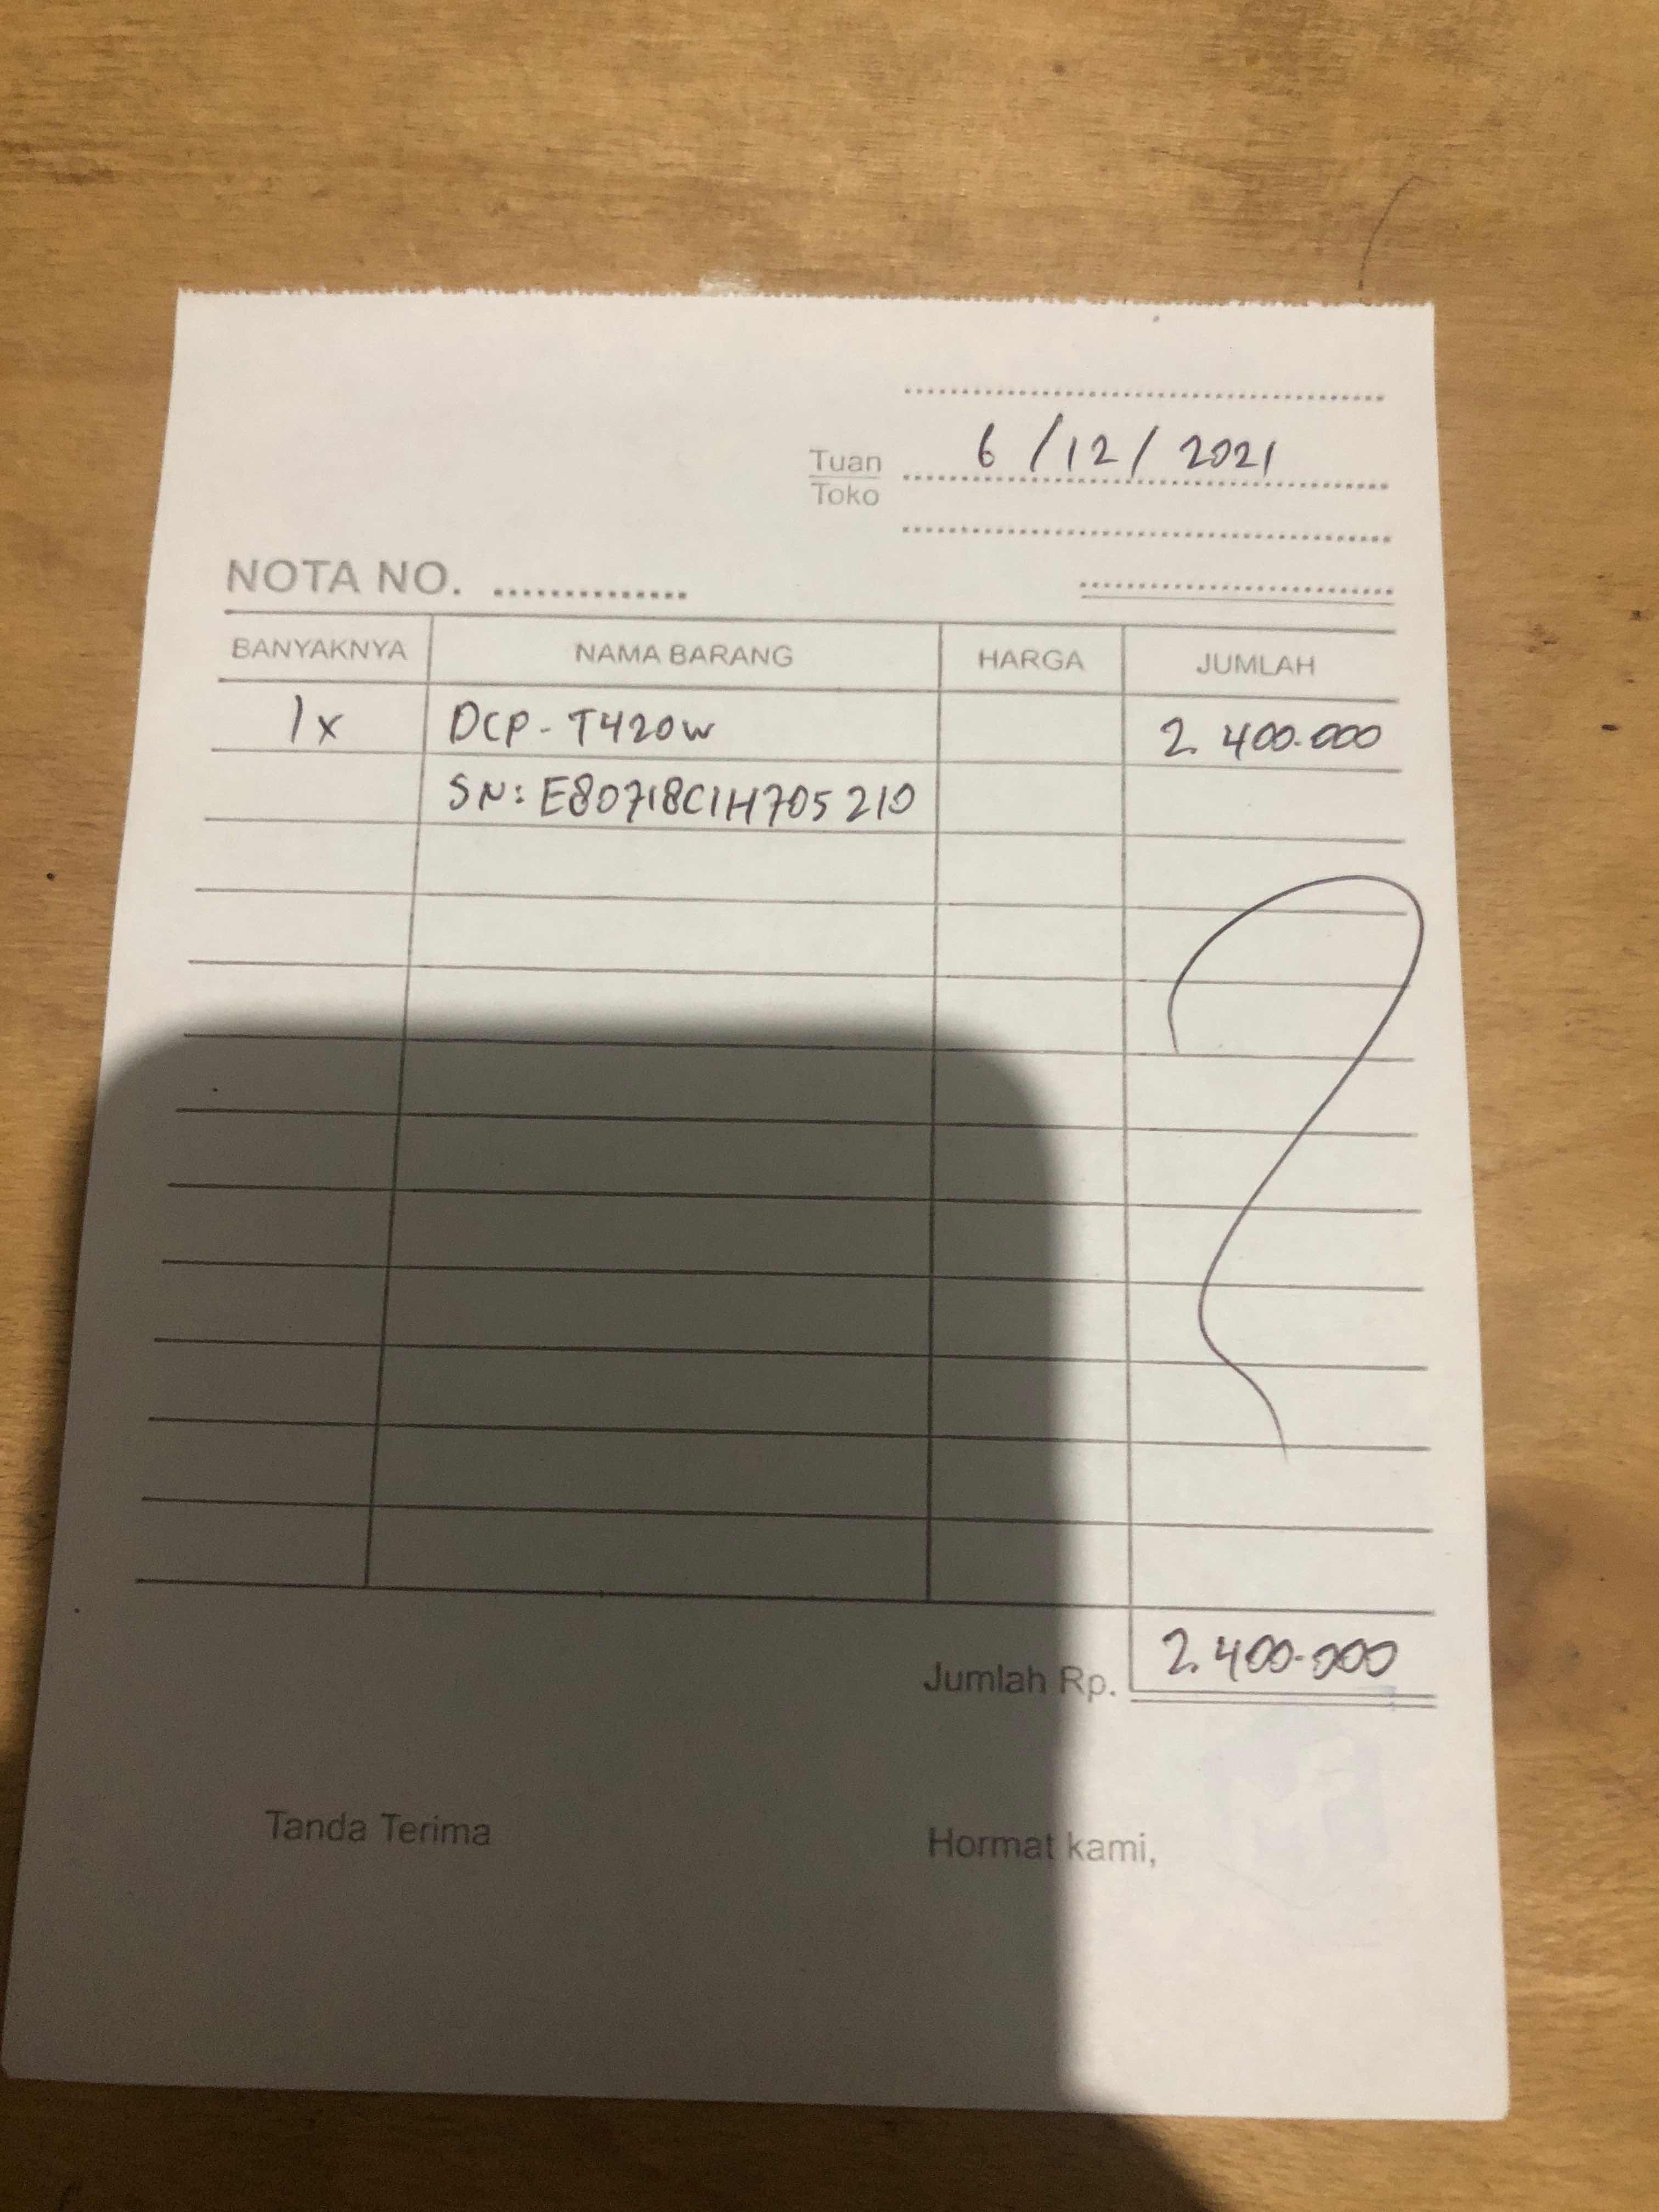 6 / 12 / 2021
Tuan
Toko
NOTA NO. ..............
BANYAKNYA NAMA BARANG HARGA JUMLAH
1x DCP-T420W 2.400.000
SN: E80718C1H705210
Jumlah Rp. 2.400.000
Tanda Terima Hormat kami,